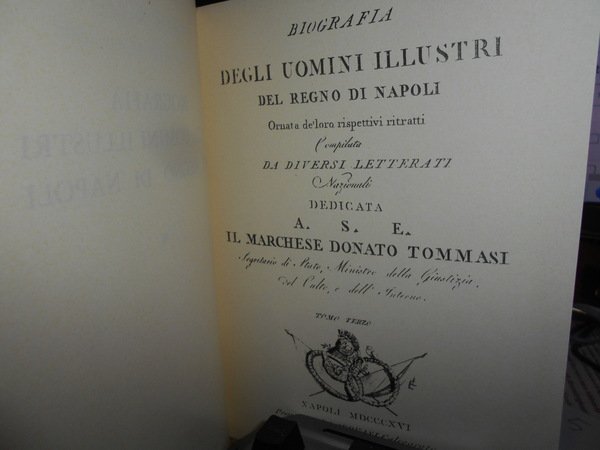 BIOGRAFIA
DEGLI UOMINI ILLUSTRI
DEL REGNO DI NAPOLI
Ornata de'loro rispettivi ritratti
Compilata
DA DIVERSI LETTERATI
Nazionali
DEDICATA
A. S. E.
IL MARCHESE DONATO TOMMASI
Segretario di Stato, Ministro della Giustizia,
del Culto, e dell' Interno.
TOMO TERZO
NAPOLI MDCCCXVI